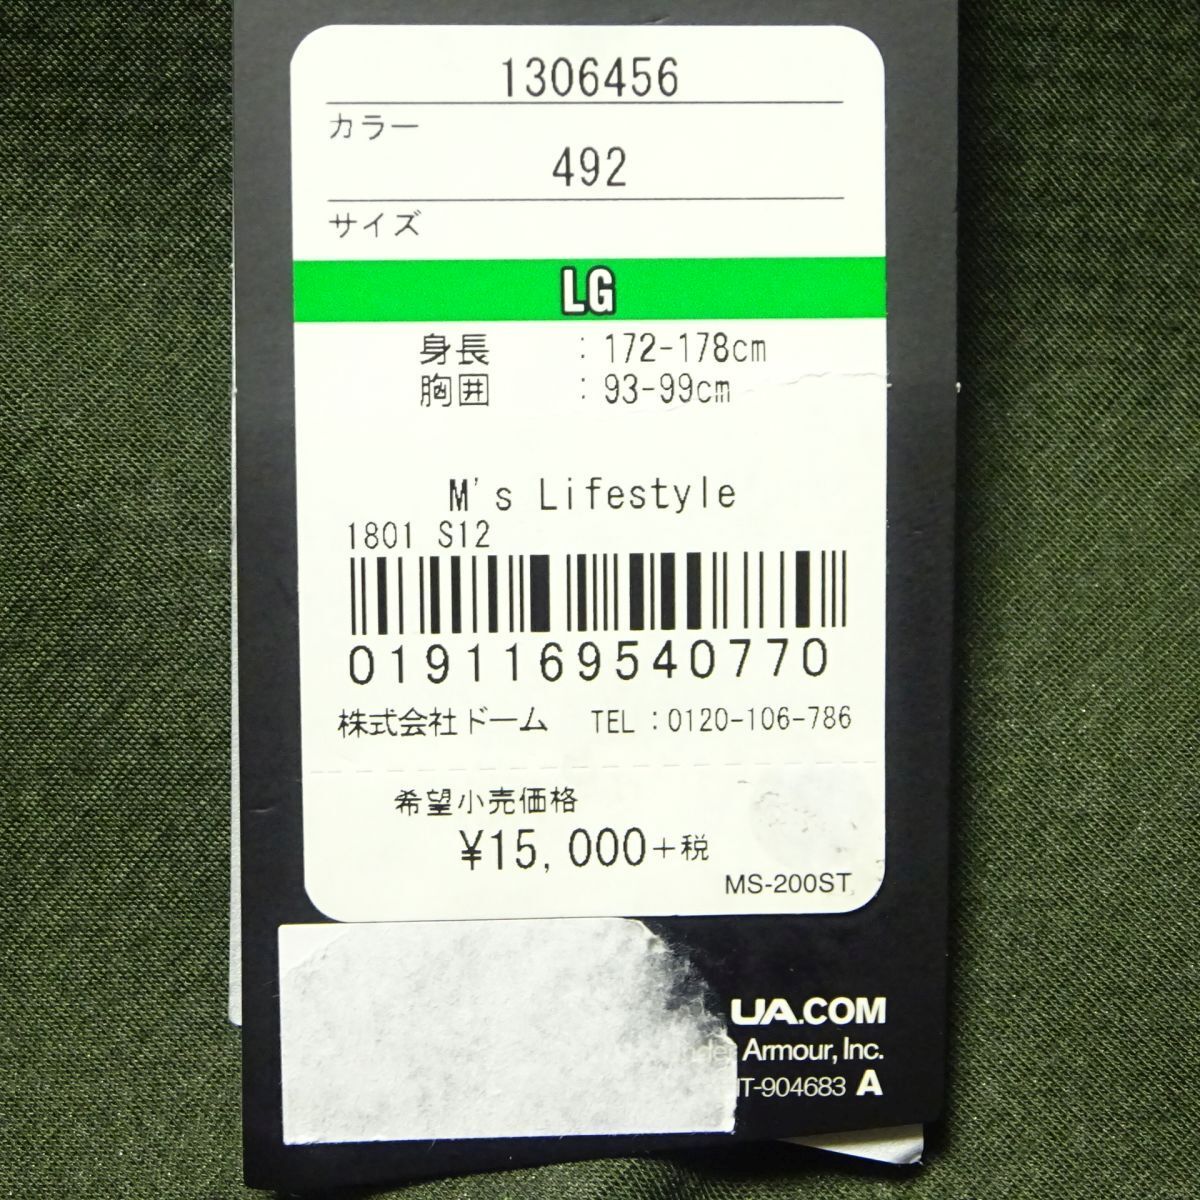 1306456
カラー
492
サイズ
LG
身長 : 172-178cm
胸囲 : 93-99cm
M's Lifestyle
1801 S12
0191169540770
株式会社ドーム TEL:0120-106-786
希望小売価格
¥15,000+税
MS-200ST
UA.COM
Under Armour, Inc.
IT-904683 A